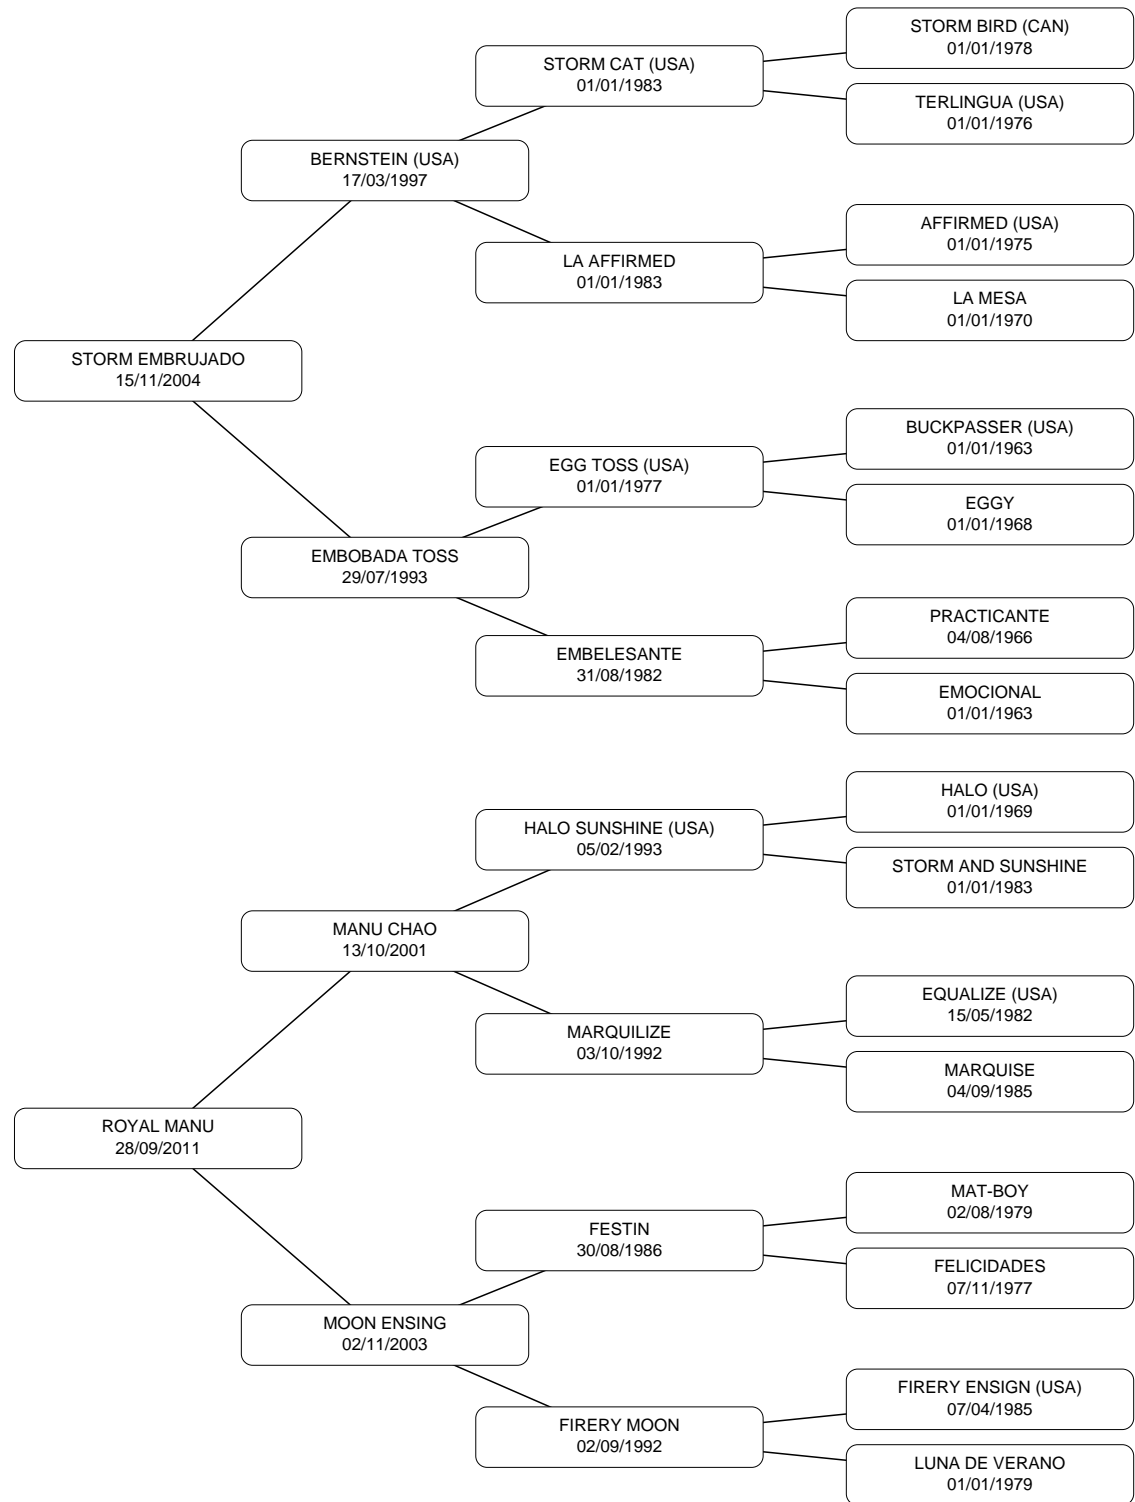 STORM BIRD (CAN)
01/01/1978
STORM CAT (USA)
01/01/1983
TERLINGUA (USA)
01/01/1976
BERNSTEIN (USA)
17/03/1997
AFFIRMED (USA)
01/01/1975
LA AFFIRMED
01/01/1983
LA MESA
01/01/1970
STORM EMBRUJADO
15/11/2004
BUCKPASSER (USA)
01/01/1963
EGG TOSS (USA)
01/01/1977
EGGY
01/01/1968
EMBOBADA TOSS
29/07/1993
PRACTICANTE
04/08/1966
EMBELESANTE
31/08/1982
EMOCIONAL
01/01/1963
HALO (USA)
01/01/1969
HALO SUNSHINE (USA)
05/02/1993
STORM AND SUNSHINE
01/01/1983
MANU CHAO
13/10/2001
EQUALIZE (USA)
15/05/1982
MARQUILIZE
03/10/1992
MARQUISE
04/09/1985
ROYAL MANU
28/09/2011
MAT-BOY
02/08/1979
FESTIN
30/08/1986
FELICIDADES
07/11/1977
MOON ENSING
02/11/2003
FIRERY ENSIGN (USA)
07/04/1985
FIRERY MOON
02/09/1992
LUNA DE VERANO
01/01/1979